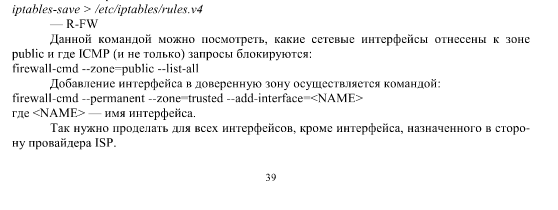 iptables-save > /etc/iptables/rules.v4
— R-FW
Данной командой можно посмотреть, какие сетевые интерфейсы отнесены к зоне
public и где ICMP (и не только) запросы блокируются:
firewall-cmd --zone=public --list-all
Добавление интерфейса в доверенную зону осуществляется командой:
firewall-cmd --permanent --zone=trusted --add-interface=<NAME>
где <NAME> — имя интерфейса.
Так нужно проделать для всех интерфейсов, кроме интерфейса, назначенного в сторо-
ну провайдера ISP.
39